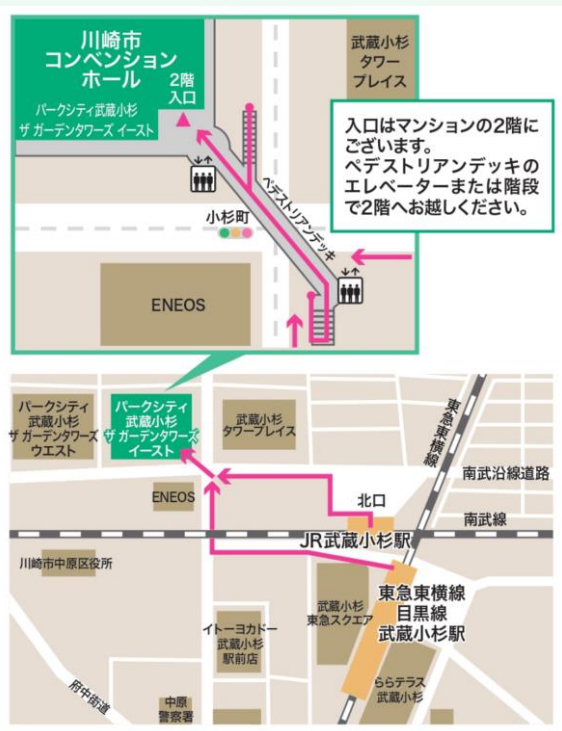 川崎市
コンベンション
ホール
2階
入口
パークシティ武蔵小杉
ザ ガーデンタワーズ イースト
武蔵小杉
タワー
プレイス
入口はマンションの2階に
ございます。
ペデストリアンデッキの
エレベーターまたは階段
で2階へお越しください。
ペデストリアンデッキ
小杉町
ENEOS
パークシティ
武蔵小杉
ザ ガーデンタワーズ
ウエスト
パークシティ
武蔵小杉
ザ ガーデンタワーズ
イースト
武蔵小杉
タワープレイス
東急東横線
南武沿線道路
ENEOS
北口
南武線
JR武蔵小杉駅
川崎市中原区役所
東急東横線
目黒線
武蔵小杉駅
武蔵小杉
東急スクエア
イトーヨカドー
武蔵小杉
駅前店
ららテラス
武蔵小杉
府中街道
中原
警察署